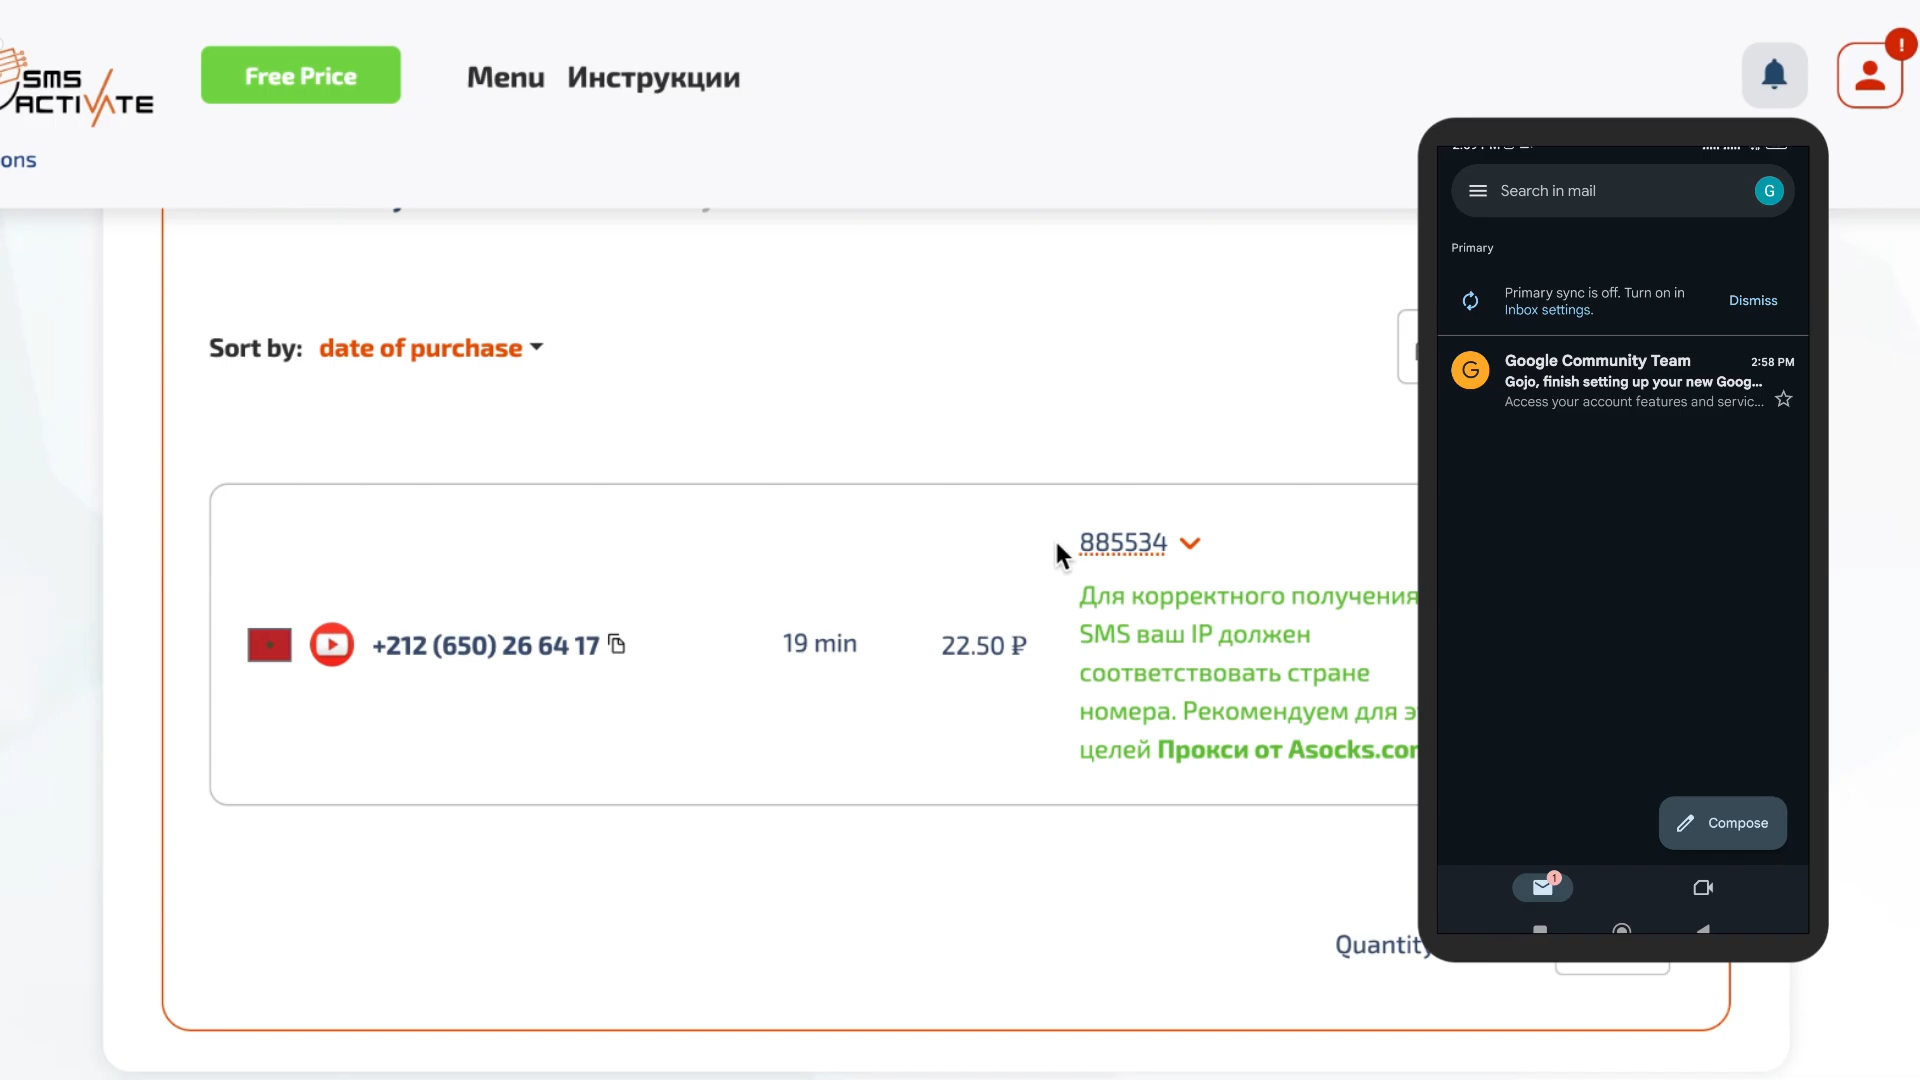 SMS
ACTIVATE
Free Price
Menu
Инструкции
!
ons
Sort by: date of purchase
885534
Для корректного получения
SMS ваш IP должен
соответствовать стране
номера. Рекомендуем для э
целей Прокси от Asocks.co
+212 (650) 26 64 17
19 min
22.50 ₽
Quantity
Search in mail
G
Primary
Primary sync is off. Turn on in
Inbox settings.
Dismiss
G
Google Community Team
2:58 PM
Gojo, finish setting up your new Goog...
Access your account features and servic...
Compose
1